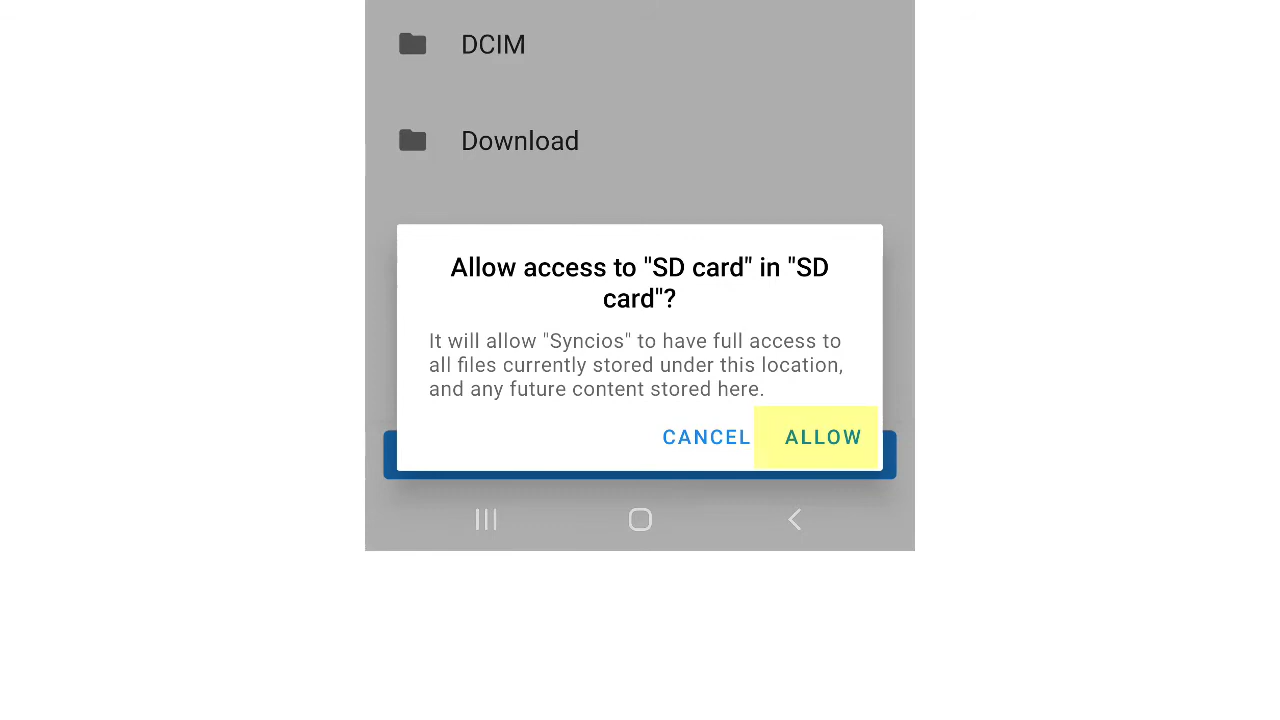 DCIM
Download
Allow access to "SD card" in "SD
card"?
It will allow "Syncios" to have full access to
all files currently stored under this location,
and any future content stored here.
CANCEL ALLOW